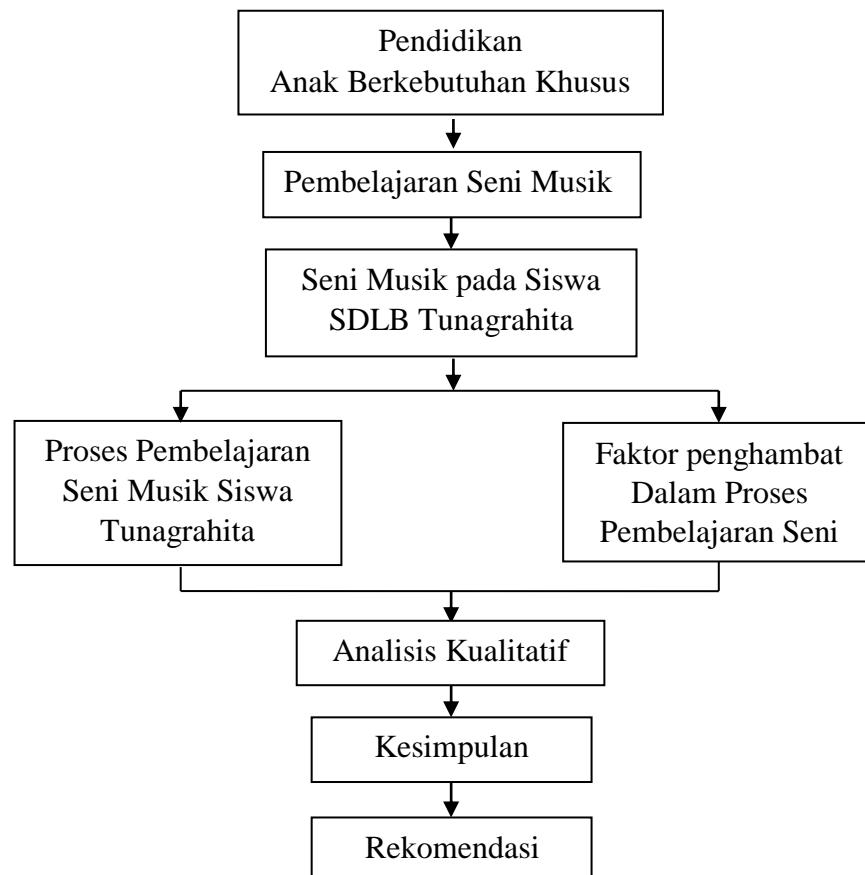 Pendidikan
Anak Berkebutuhan Khusus
Pembelajaran Seni Musik
Seni Musik pada Siswa
SDLB Tunagrahita
Proses Pembelajaran
Seni Musik Siswa
Tunagrahita
Faktor penghambat
Dalam Proses
Pembelajaran Seni
Analisis Kualitatif
Kesimpulan
Rekomendasi